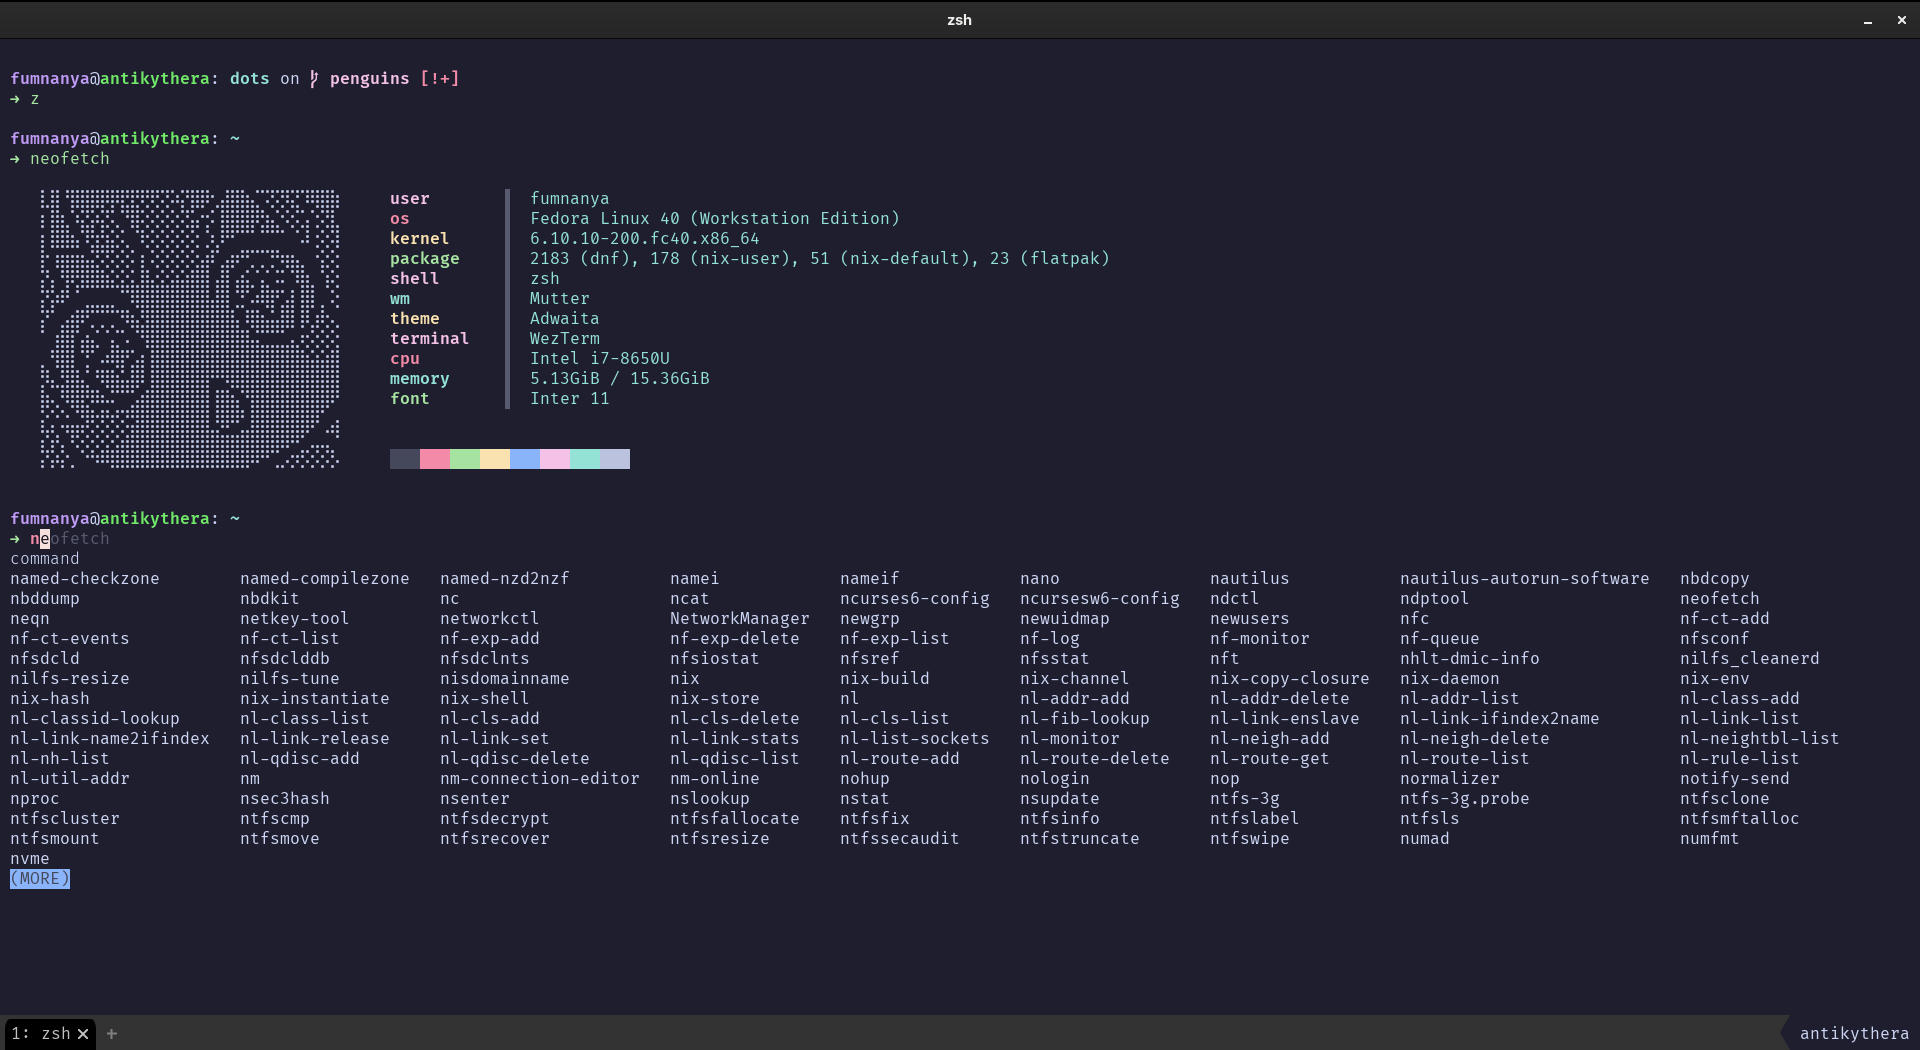 zsh
fumnanya@antikythera: dots on penguins [!+]
→ z
fumnanya@antikythera: ~
→ neofetch
user fumnanya
os Fedora Linux 40 (Workstation Edition)
kernel 6.10.10-200.fc40.x86_64
package 2183 (dnf), 178 (nix-user), 51 (nix-default), 23 (flatpak)
shell zsh
wm Mutter
theme Adwaita
terminal WezTerm
cpu Intel i7-8650U
memory 5.13GiB / 15.36GiB
font Inter 11
fumnanya@antikythera: ~
→ neofetch
command
named-checkzone named-compilezone named-nzd2nzf namei nameif nano nautilus nautilus-autorun-software nbdcopy
nbddump nbdkit nc ncat ncurses6-config ncursesw6-config ndctl ndptool neofetch
neqn netkey-tool networkctl NetworkManager newgrp newuidmap newusers nfc nf-ct-add
nf-ct-events nf-ct-list nf-exp-add nf-exp-delete nf-exp-list nf-log nf-monitor nf-queue nfsconf
nfsdcld nfsdclddb nfsdclnts nfsiostat nfsref nfsstat nft nhlt-dmic-info nilfs_cleanerd
nilfs-resize nilfs-tune nisdomainname nix nix-build nix-channel nix-copy-closure nix-daemon nix-env
nix-hash nix-instantiate nix-shell nix-store nl nl-addr-add nl-addr-delete nl-addr-list nl-class-add
nl-classid-lookup nl-class-list nl-cls-add nl-cls-delete nl-cls-list nl-fib-lookup nl-link-enslave nl-link-ifindex2name nl-link-list
nl-link-name2ifindex nl-link-release nl-link-set nl-link-stats nl-list-sockets nl-monitor nl-neigh-add nl-neigh-delete nl-neightbl-list
nl-nh-list nl-qdisc-add nl-qdisc-delete nl-qdisc-list nl-route-add nl-route-delete nl-route-get nl-route-list nl-rule-list
nl-util-addr nm nm-connection-editor nm-online nohup nologin nop normalizer notify-send
nproc nsec3hash nsenter nslookup nstat nsupdate ntfs-3g ntfs-3g.probe ntfsclone
ntfscluster ntfscmp ntfsdecrypt ntfsfallocate ntfsfix ntfsinfo ntfslabel ntfsls ntfsmftalloc
ntfsmount ntfsmove ntfsrecover ntfsresize ntfssecaudit ntfstruncate ntfswipe numad numfmt
nvme
(MORE)
1: zsh
antikythera